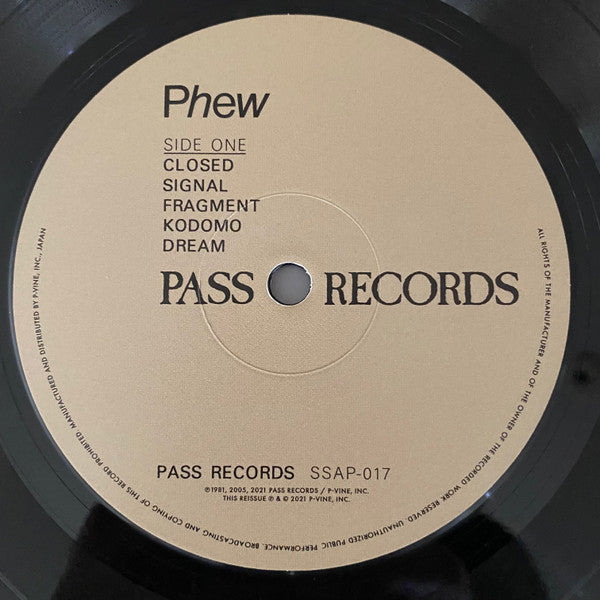 Phew
SIDE ONE
CLOSED
SIGNAL
FRAGMENT
KODOMO
DREAM
PASS RECORDS
PASS RECORDS SSAP-017
℗1981, 2005, 2021 PASS RECORDS / P-VINE, INC.
THIS REISSUE ℗ & © 2021 P-VINE, INC.
ALL RIGHTS OF THE MANUFACTURER AND OF THE OWNER OF THE RECORDED WORK RESERVED. UNAUTHORIZED PUBLIC PERFORMANCE, BROADCASTING AND COPYING OF THIS RECORD PROHIBITED MANUFACTURED AND DISTRIBUTED BY P-VINE, INC., JAPAN